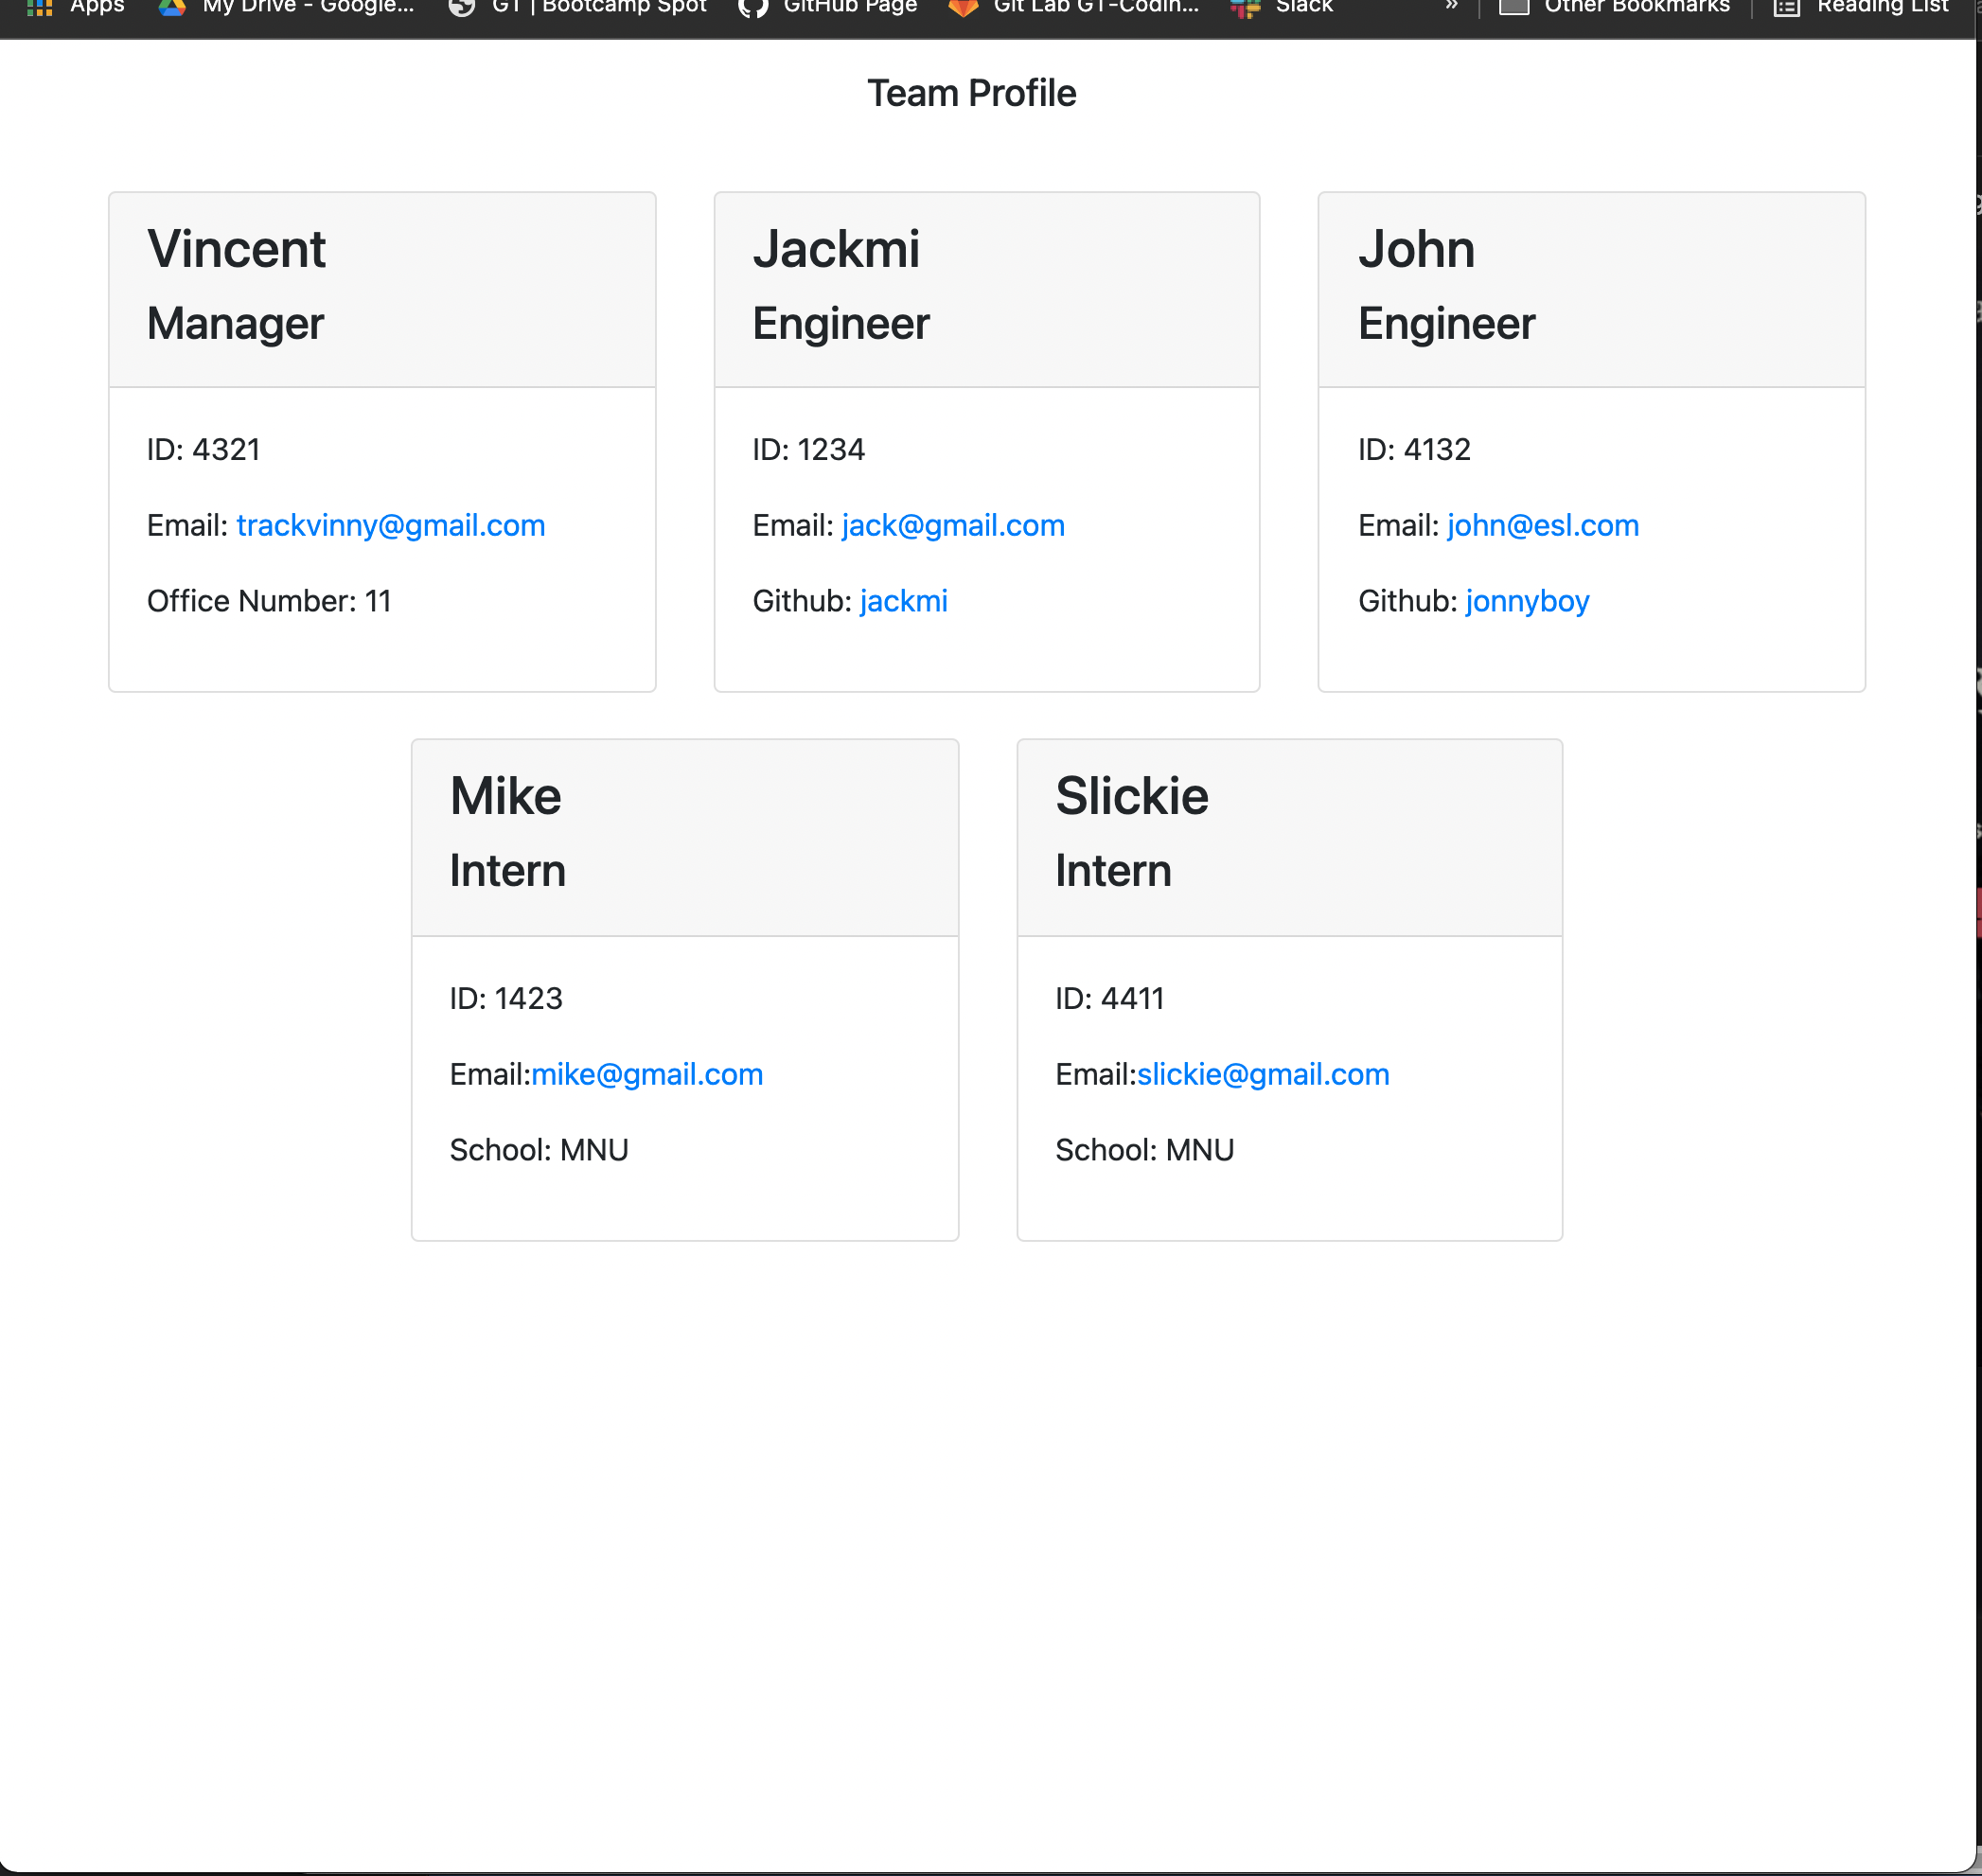 Apps My Drive - Google... GT | Bootcamp Spot GitHub Page Git Lab GT-Codin... Slack » Other Bookmarks Reading List
Team Profile
Vincent
Manager
ID: 4321
Email: trackvinny@gmail.com
Office Number: 11
Jackmi
Engineer
ID: 1234
Email: jack@gmail.com
Github: jackmi
John
Engineer
ID: 4132
Email: john@esl.com
Github: jonnyboy
Mike
Intern
ID: 1423
Email:mike@gmail.com
School: MNU
Slickie
Intern
ID: 4411
Email:slickie@gmail.com
School: MNU